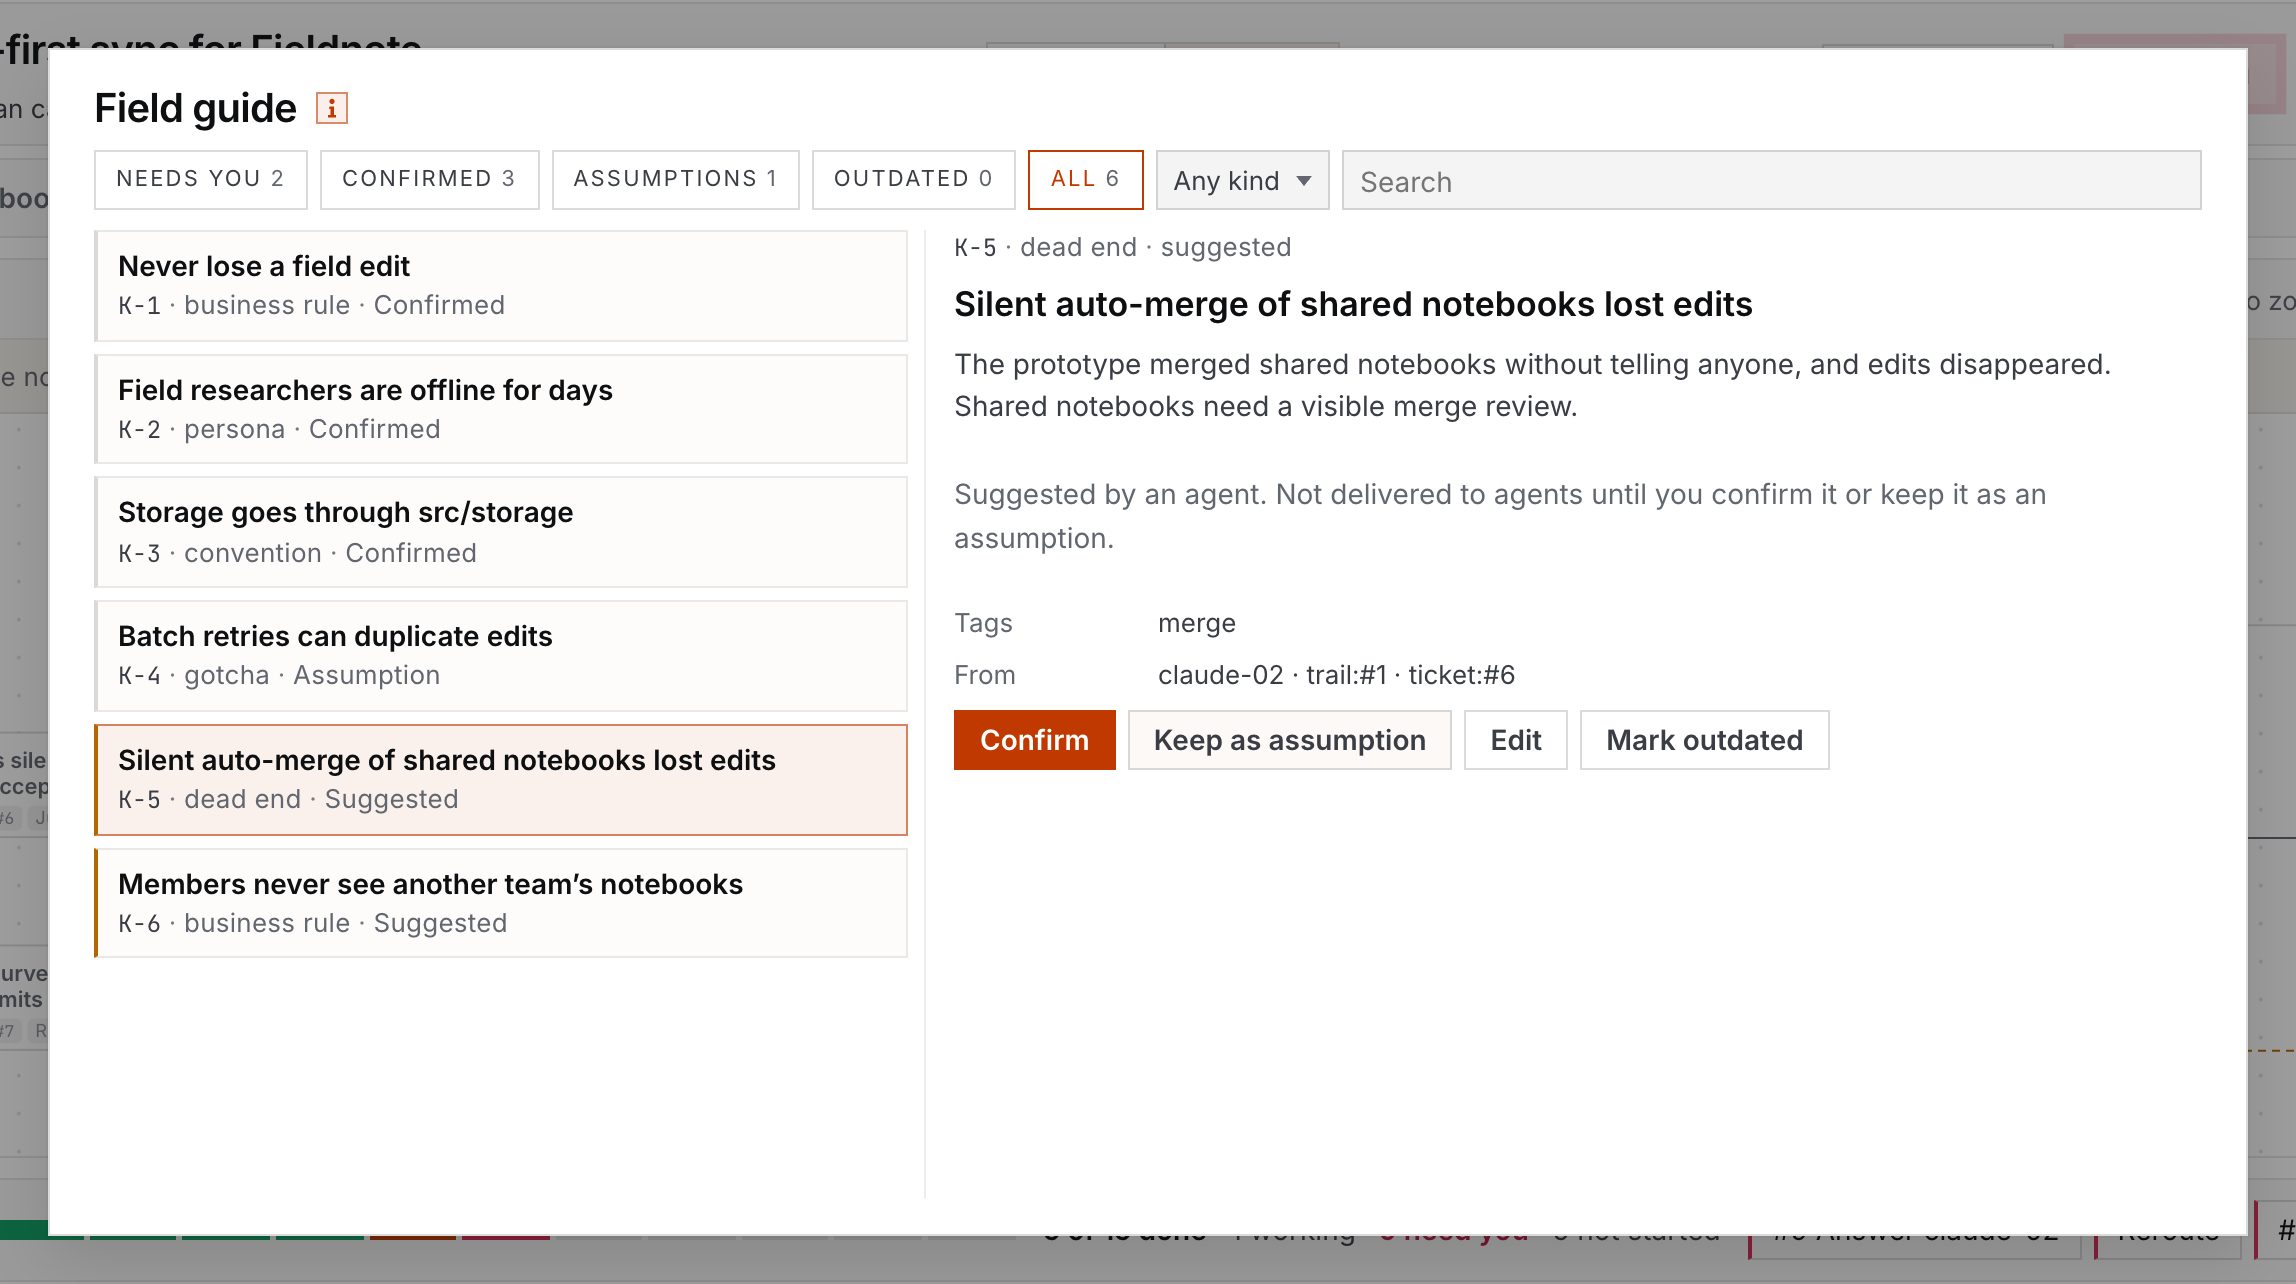 Field guide
NEEDS YOU 2
CONFIRMED 3
ASSUMPTIONS 1
OUTDATED 0
ALL 6
Any kind
Search
Never lose a field edit
K-1 · business rule · Confirmed
Field researchers are offline for days
K-2 · persona · Confirmed
Storage goes through src/storage
K-3 · convention · Confirmed
Batch retries can duplicate edits
K-4 · gotcha · Assumption
Silent auto-merge of shared notebooks lost edits
K-5 · dead end · Suggested
Members never see another team’s notebooks
K-6 · business rule · Suggested
K-5 · dead end · suggested
Silent auto-merge of shared notebooks lost edits
The prototype merged shared notebooks without telling anyone, and edits disappeared.
Shared notebooks need a visible merge review.
Suggested by an agent. Not delivered to agents until you confirm it or keep it as an
assumption.
Tags merge
From claude-02 · trail:#1 · ticket:#6
Confirm
Keep as assumption
Edit
Mark outdated